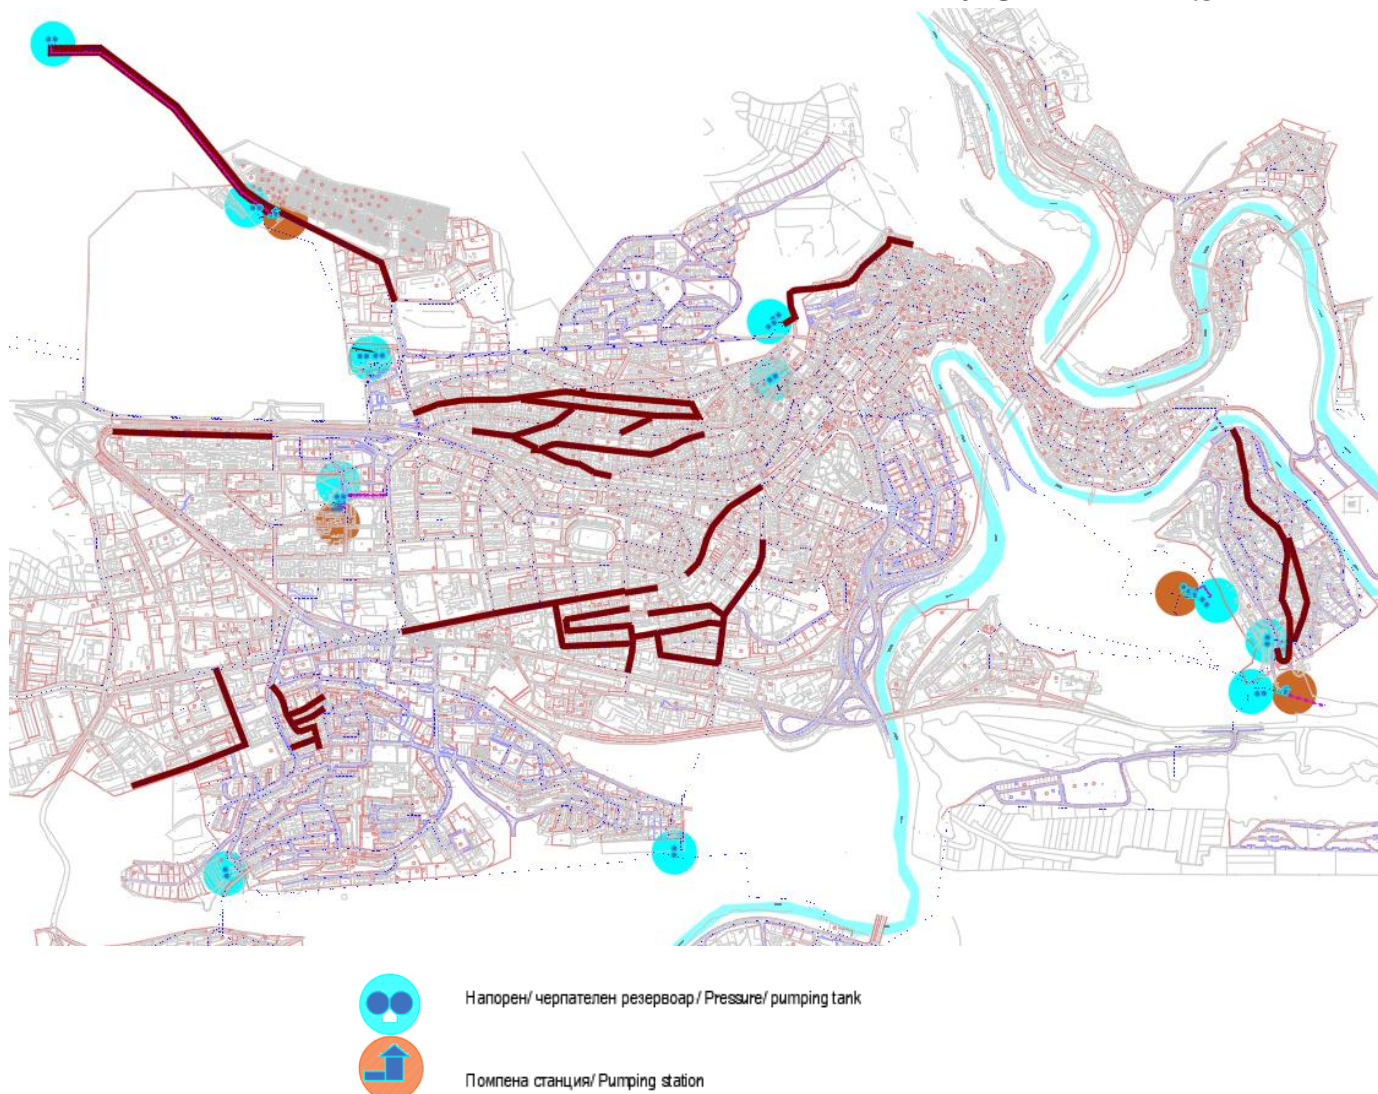 Напорен/ черпателен резервоар / Pressure/ pumping tank
Помпена станция/ Pumping station